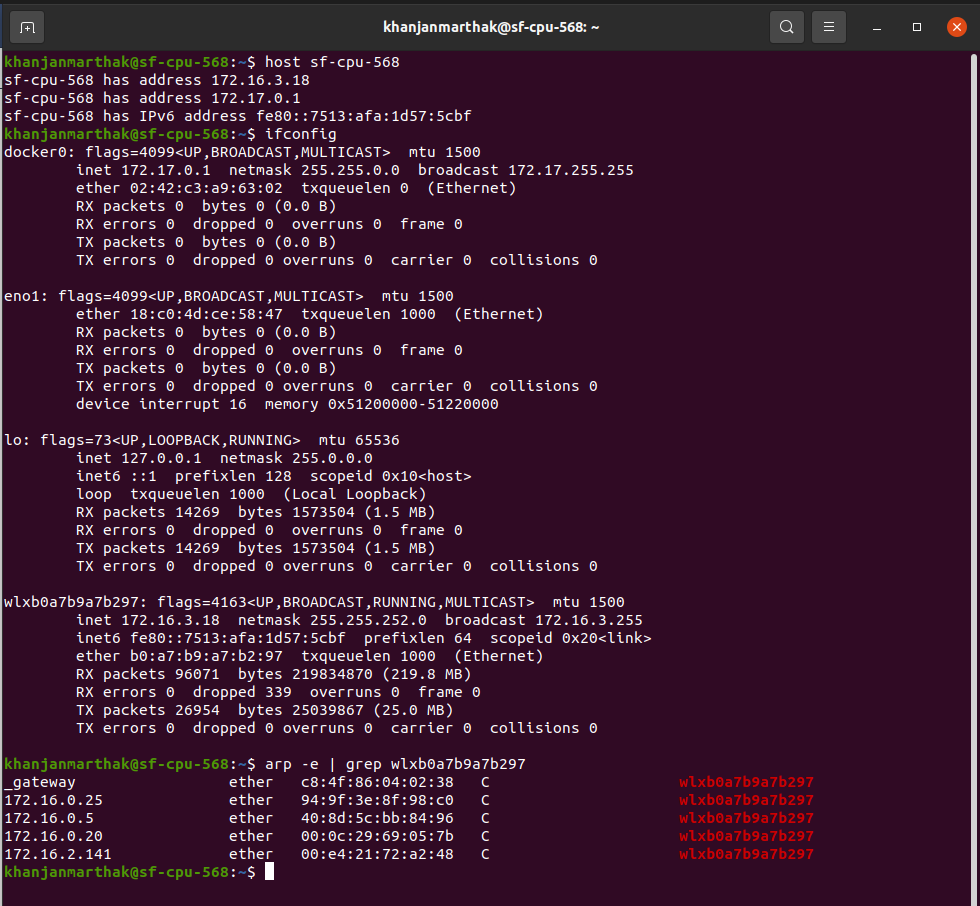 khanjanmarthak@sf-cpu-568: ~
khanjanmarthak@sf-cpu-568:~$ host sf-cpu-568
sf-cpu-568 has address 172.16.3.18
sf-cpu-568 has address 172.17.0.1
sf-cpu-568 has IPv6 address fe80::7513:afa:1d57:5cbf
khanjanmarthak@sf-cpu-568:~$ ifconfig
docker0: flags=4099<UP,BROADCAST,MULTICAST>  mtu 1500
        inet 172.17.0.1  netmask 255.255.0.0  broadcast 172.17.255.255
        ether 02:42:c3:a9:63:02  txqueuelen 0  (Ethernet)
        RX packets 0  bytes 0 (0.0 B)
        RX errors 0  dropped 0  overruns 0  frame 0
        TX packets 0  bytes 0 (0.0 B)
        TX errors 0  dropped 0 overruns 0  carrier 0  collisions 0

eno1: flags=4099<UP,BROADCAST,MULTICAST>  mtu 1500
        ether 18:c0:4d:ce:58:47  txqueuelen 1000  (Ethernet)
        RX packets 0  bytes 0 (0.0 B)
        RX errors 0  dropped 0  overruns 0  frame 0
        TX packets 0  bytes 0 (0.0 B)
        TX errors 0  dropped 0 overruns 0  carrier 0  collisions 0
        device interrupt 16  memory 0x51200000-51220000

lo: flags=73<UP,LOOPBACK,RUNNING>  mtu 65536
        inet 127.0.0.1  netmask 255.0.0.0
        inet6 ::1  prefixlen 128  scopeid 0x10<host>
        loop  txqueuelen 1000  (Local Loopback)
        RX packets 14269  bytes 1573504 (1.5 MB)
        RX errors 0  dropped 0  overruns 0  frame 0
        TX packets 14269  bytes 1573504 (1.5 MB)
        TX errors 0  dropped 0 overruns 0  carrier 0  collisions 0

wlxb0a7b9a7b297: flags=4163<UP,BROADCAST,RUNNING,MULTICAST>  mtu 1500
        inet 172.16.3.18  netmask 255.255.252.0  broadcast 172.16.3.255
        inet6 fe80::7513:afa:1d57:5cbf  prefixlen 64  scopeid 0x20<link>
        ether b0:a7:b9:a7:b2:97  txqueuelen 1000  (Ethernet)
        RX packets 96071  bytes 219834870 (219.8 MB)
        RX errors 0  dropped 339  overruns 0  frame 0
        TX packets 26954  bytes 25039867 (25.0 MB)
        TX errors 0  dropped 0 overruns 0  carrier 0  collisions 0

khanjanmarthak@sf-cpu-568:~$ arp -e | grep wlxb0a7b9a7b297
_gateway                 ether   c8:4f:86:04:02:38   C                     wlxb0a7b9a7b297
172.16.0.25              ether   94:9f:3e:8f:98:c0   C                     wlxb0a7b9a7b297
172.16.0.5               ether   40:8d:5c:bb:84:96   C                     wlxb0a7b9a7b297
172.16.0.20              ether   00:0c:29:69:05:7b   C                     wlxb0a7b9a7b297
172.16.2.141             ether   00:e4:21:72:a2:48   C                     wlxb0a7b9a7b297
khanjanmarthak@sf-cpu-568:~$